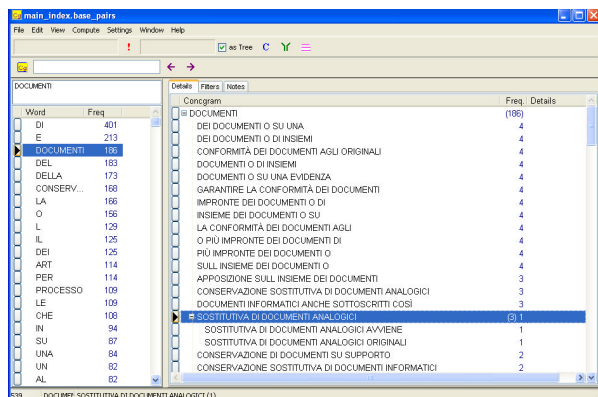 main_index.base_pairs
File Edit View Compute Settings Window Help
! as Tree C
DOCUMENTI
Word Freq
DI 401
E 213
DOCUMENTI 186
DEL 183
DELLA 173
CONSERV... 168
LA 166
O 156
L 129
IL 125
DEI 125
ART 114
PER 114
PROCESSO 109
LE 109
CHE 108
IN 94
SU 87
UNA 84
UN 82
AL 82
Details Filters Notes
Concgram Freq. Details
DOCUMENTI (186)
DEI DOCUMENTI O SU UNA 4
DEI DOCUMENTI O DI INSIEMI 4
CONFORMITÀ DEI DOCUMENTI AGLI ORIGINALI 4
DOCUMENTI O DI INSIEMI 4
DOCUMENTI O SU UNA EVIDENZA 4
GARANTIRE LA CONFORMITÀ DEI DOCUMENTI 4
IMPRONTE DEI DOCUMENTI O DI 4
INSIEME DEI DOCUMENTI O SU 4
LA CONFORMITÀ DEI DOCUMENTI AGLI 4
O PIÙ IMPRONTE DEI DOCUMENTI DI 4
PIÙ IMPRONTE DEI DOCUMENTI O 4
SULL INSIEME DEI DOCUMENTI O 4
APPOSIZIONE SULL INSIEME DEI DOCUMENTI 3
CONSERVAZIONE SOSTITUTIVA DI DOCUMENTI ANALOGICI 3
DOCUMENTI INFORMATICI ANCHE SOTTOSCRITTI COSÌ 3
SOSTITUTIVA DI DOCUMENTI ANALOGICI (3) 1
SOSTITUTIVA DI DOCUMENTI ANALOGICI AVVIENE 1
SOSTITUTIVA DI DOCUMENTI ANALOGICI ORIGINALI 1
CONSERVAZIONE DI DOCUMENTI SU SUPPORTO 2
CONSERVAZIONE SOSTITUTIVA DI DOCUMENTI INFORMATICI 2
539 DOCUMEN: SOSTITUTIVA DI DOCUMENTI ANALOGICI (1)